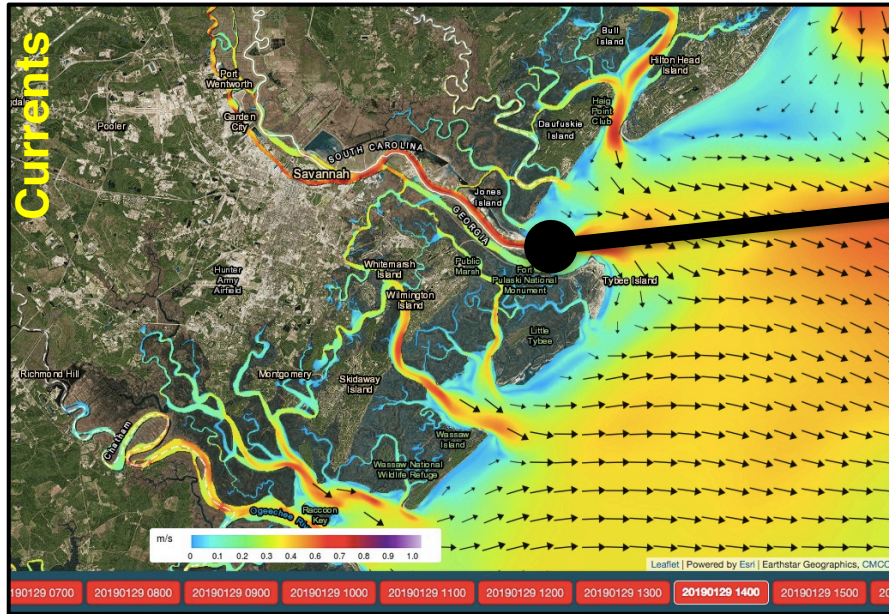 Currents
Bull
Island
Hilton Head
Island
Port
Wentworth
Haig
Point
Club
Garden
City
Pooler
Daufuskie
Island
SOUTH CAROLINA
Savannah
Jones
Island
GEORGIA
Hunter
Army
Airfield
Whitemarsh
Island
Public
Marsh
Fort
Pulaski National
Monument
Tybee Island
Wilmington
Island
Little
Tybee
Richmond Hill
Montgomery
Skidaway
Island
Chatham
Wassaw
Island
Wassaw National
Wildlife Refuge
Raccoon
Key
m/s
0 0.1 0.2 0.3 0.4 0.6 0.7 0.8 0.9 1.0
Leaflet | Powered by Esri | Earthstar Geographics, CMCC
20190129 0800 20190129 0900 20190129 1000 20190129 1100 20190129 1200 20190129 1300 20190129 1400 20190129 1500